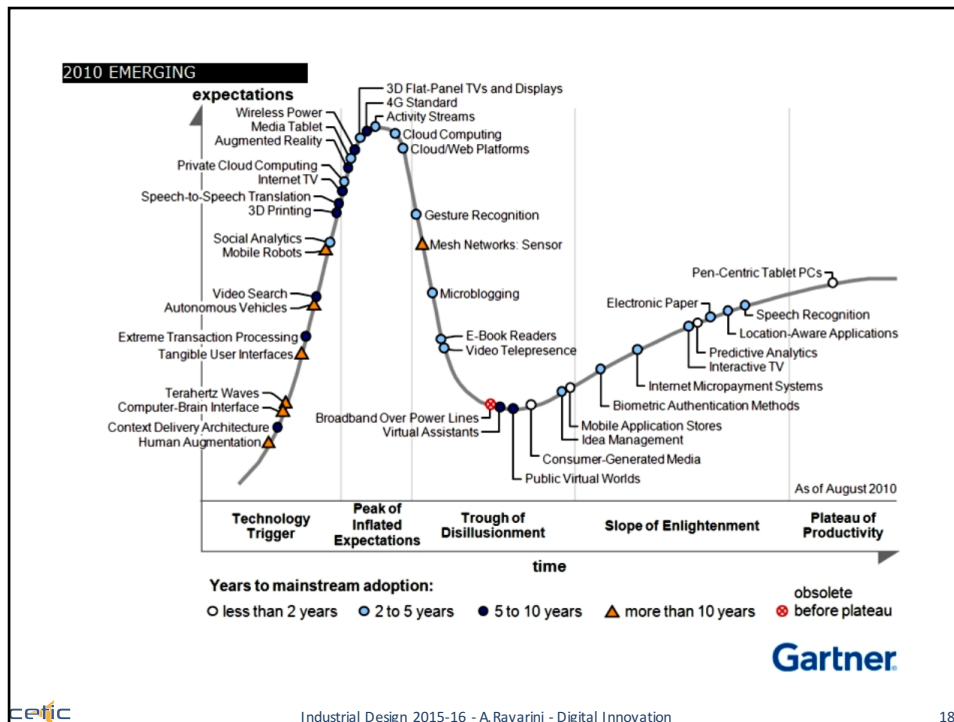 2010 EMERGING
expectations
3D Flat-Panel TVs and Displays
4G Standard
Activity Streams
Wireless Power
Media Tablet
Augmented Reality
Cloud Computing
Cloud/Web Platforms
Private Cloud Computing
Internet TV
Speech-to-Speech Translation
3D Printing
Gesture Recognition
Social Analytics
Mobile Robots
Mesh Networks: Sensor
Pen-Centric Tablet PCs
Video Search
Autonomous Vehicles
Microblogging
Electronic Paper
Speech Recognition
Extreme Transaction Processing
E-Book Readers
Location-Aware Applications
Tangible User Interfaces
Video Telepresence
Predictive Analytics
Interactive TV
Internet Micropayment Systems
Terahertz Waves
Computer-Brain Interface
Biometric Authentication Methods
Broadband Over Power Lines
Context Delivery Architecture
Virtual Assistants
Mobile Application Stores
Human Augmentation
Idea Management
Consumer-Generated Media
Public Virtual Worlds
As of August 2010
Technology
Trigger
Peak of
Inflated
Expectations
Trough of
Disillusionment
Slope of Enlightenment
Plateau of
Productivity
time
Years to mainstream adoption:
less than 2 years
2 to 5 years
5 to 10 years
more than 10 years
obsolete
before plateau
Gartner
cetic
Industrial Design 2015-16 - A.Ravarini - Digital Innovation
18